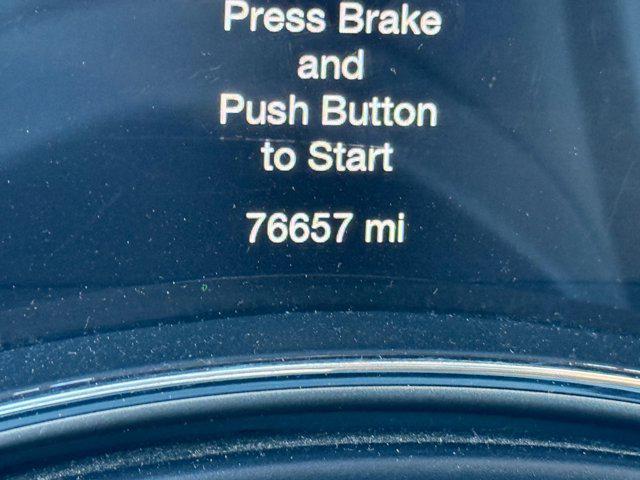 Press Brake
and
Push Button
to Start
76657 mi